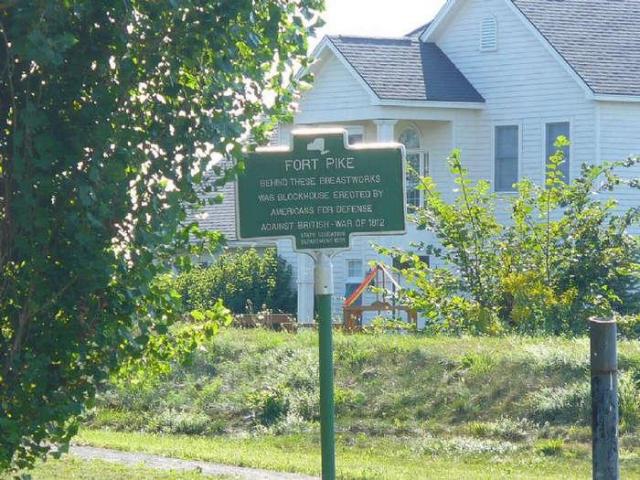 FORT PIKE
BEHIND THESE BREASTWORKS
WAS BLOCKHOUSE ERECTED BY
AMERICANS FOR DEFENSE
AGAINST BRITISH-WAR OF 1812
STATE EDUCATION
DEPARTMENT